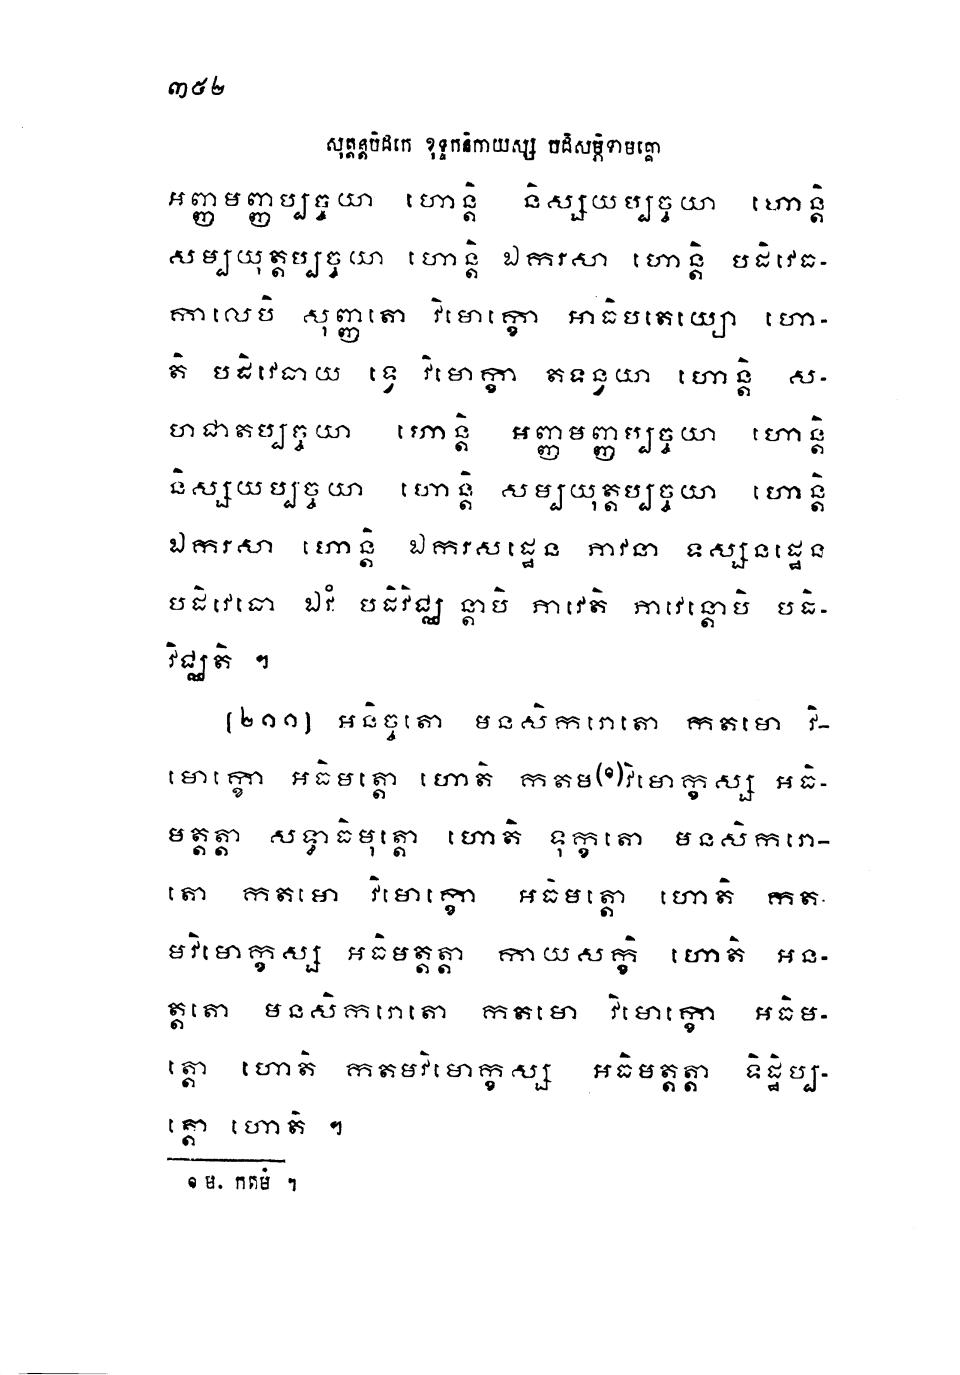 ៣៥២
សុត្តន្តបិដកេ ខុទ្ទកនិកាយស្ស បដិសម្ភិទាមគ្គោ
អញ្ញមញ្ញប្បច្ចយា ហោន្តិ និស្សយប្បច្ចយា ហោន្តិ
សម្បយុត្តប្បច្ចយា ហោន្តិ ឯករសា ហោន្តិ បដិវេធ-
កាលេបិ សុញ្ញតោ វិមោក្ខោ អាធិបតេយ្យោ ហោ-
តិ បដិវេធាយ ទ្វេ វិមោក្ខា តទន្វយា ហោន្តិ ស-
ហជាតប្បច្ចយា ហោន្តិ អញ្ញមញ្ញប្បច្ចយា ហោន្តិ
និស្សយប្បច្ចយា ហោន្តិ សម្បយុត្តប្បច្ចយា ហោន្តិ
ឯករសា ហោន្តិ ឯករសដ្ឋេន ភាវនា ទស្សនដ្ឋេន
បដិវេធោ ឯវំ បដិវិជ្ឈន្តោបិ ភាវេតិ ភាវេន្តោបិ បដិ-
វិជ្ឈតិ ។
[២១១] អនិច្ចតោ មនសិករោតោ កតមោ វិ-
មោក្ខោ អធិមត្តោ ហោតិ កតម(១)វិមោក្ខស្ស អធិ-
មត្តត្តា សទ្ធាធិមុត្តោ ហោតិ ទុក្ខតោ មនសិករោ-
តោ កតមោ វិមោក្ខោ អធិមត្តោ ហោតិ កត-
មវិមោក្ខស្ស អធិមត្តត្តា កាយសក្ខិ ហោតិ អន-
ត្តតោ មនសិករោតោ កតមោ វិមោក្ខោ អធិម-
ត្តោ ហោតិ កតមវិមោក្ខស្ស អធិមត្តត្តា ទិដ្ឋិប្ប-
ត្តោ ហោតិ ។
១ ម. កតមំ ។